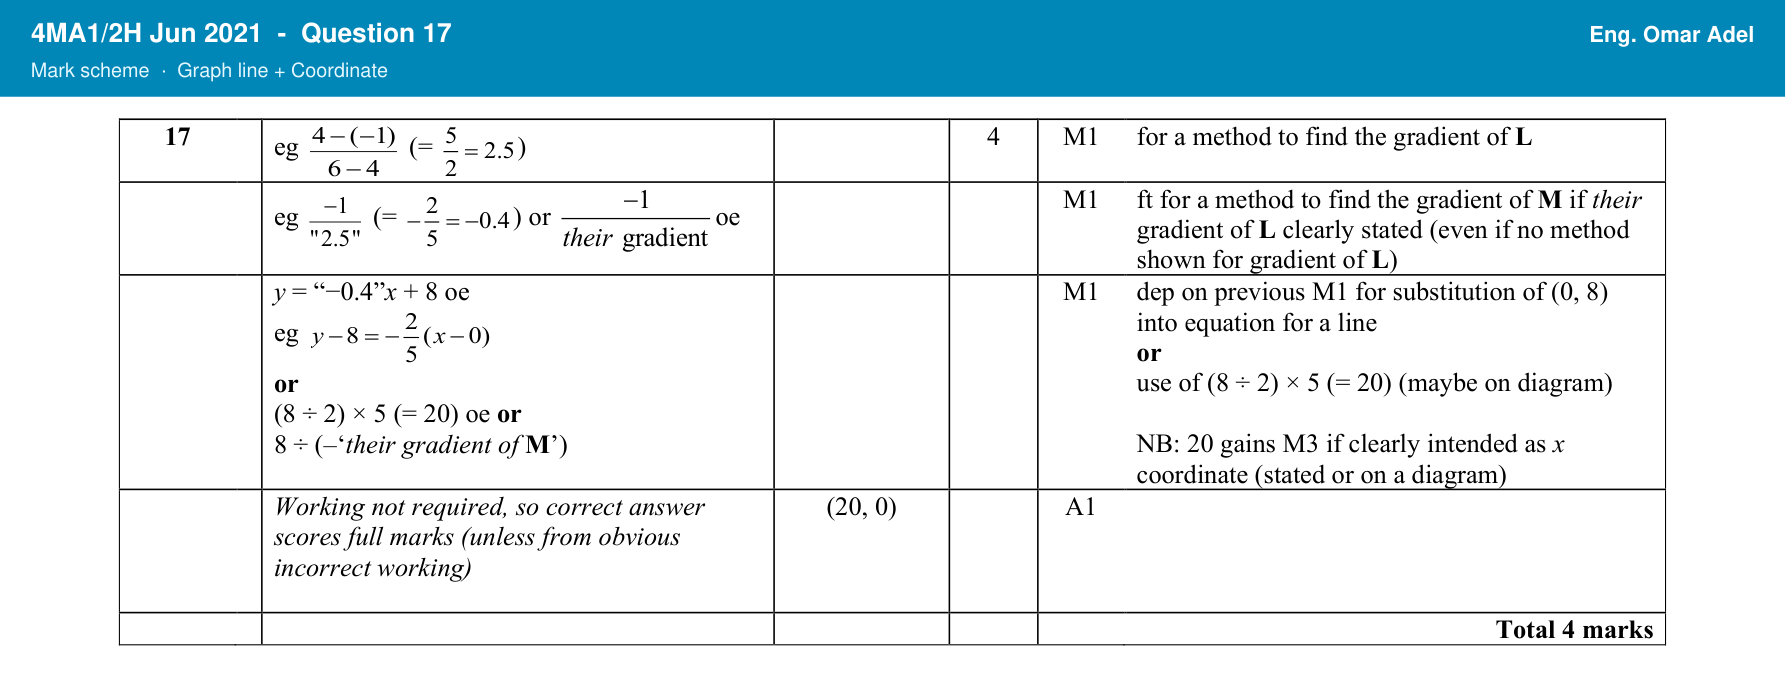 4MA1/2H Jun 2021 - Question 17
Eng. Omar Adel
Mark scheme · Graph line + Coordinate
17 eg (4 − (−1))/(6 − 4) (= 5/2 = 2.5) 4 M1 for a method to find the gradient of L
eg −1/"2.5" (= −2/5 = −0.4) or −1/(their gradient) oe M1 ft for a method to find the gradient of M if their
gradient of L clearly stated (even if no method
shown for gradient of L)
y = “−0.4”x + 8 oe M1 dep on previous M1 for substitution of (0, 8)
into equation for a line
eg y − 8 = −2/5(x − 0)
or
or
(8 ÷ 2) × 5 (= 20) oe or
use of (8 ÷ 2) × 5 (= 20) (maybe on diagram)
8 ÷ (–‘their gradient of M’)
NB: 20 gains M3 if clearly intended as x
coordinate (stated or on a diagram)
Working not required, so correct answer (20, 0) A1
scores full marks (unless from obvious
incorrect working)
Total 4 marks